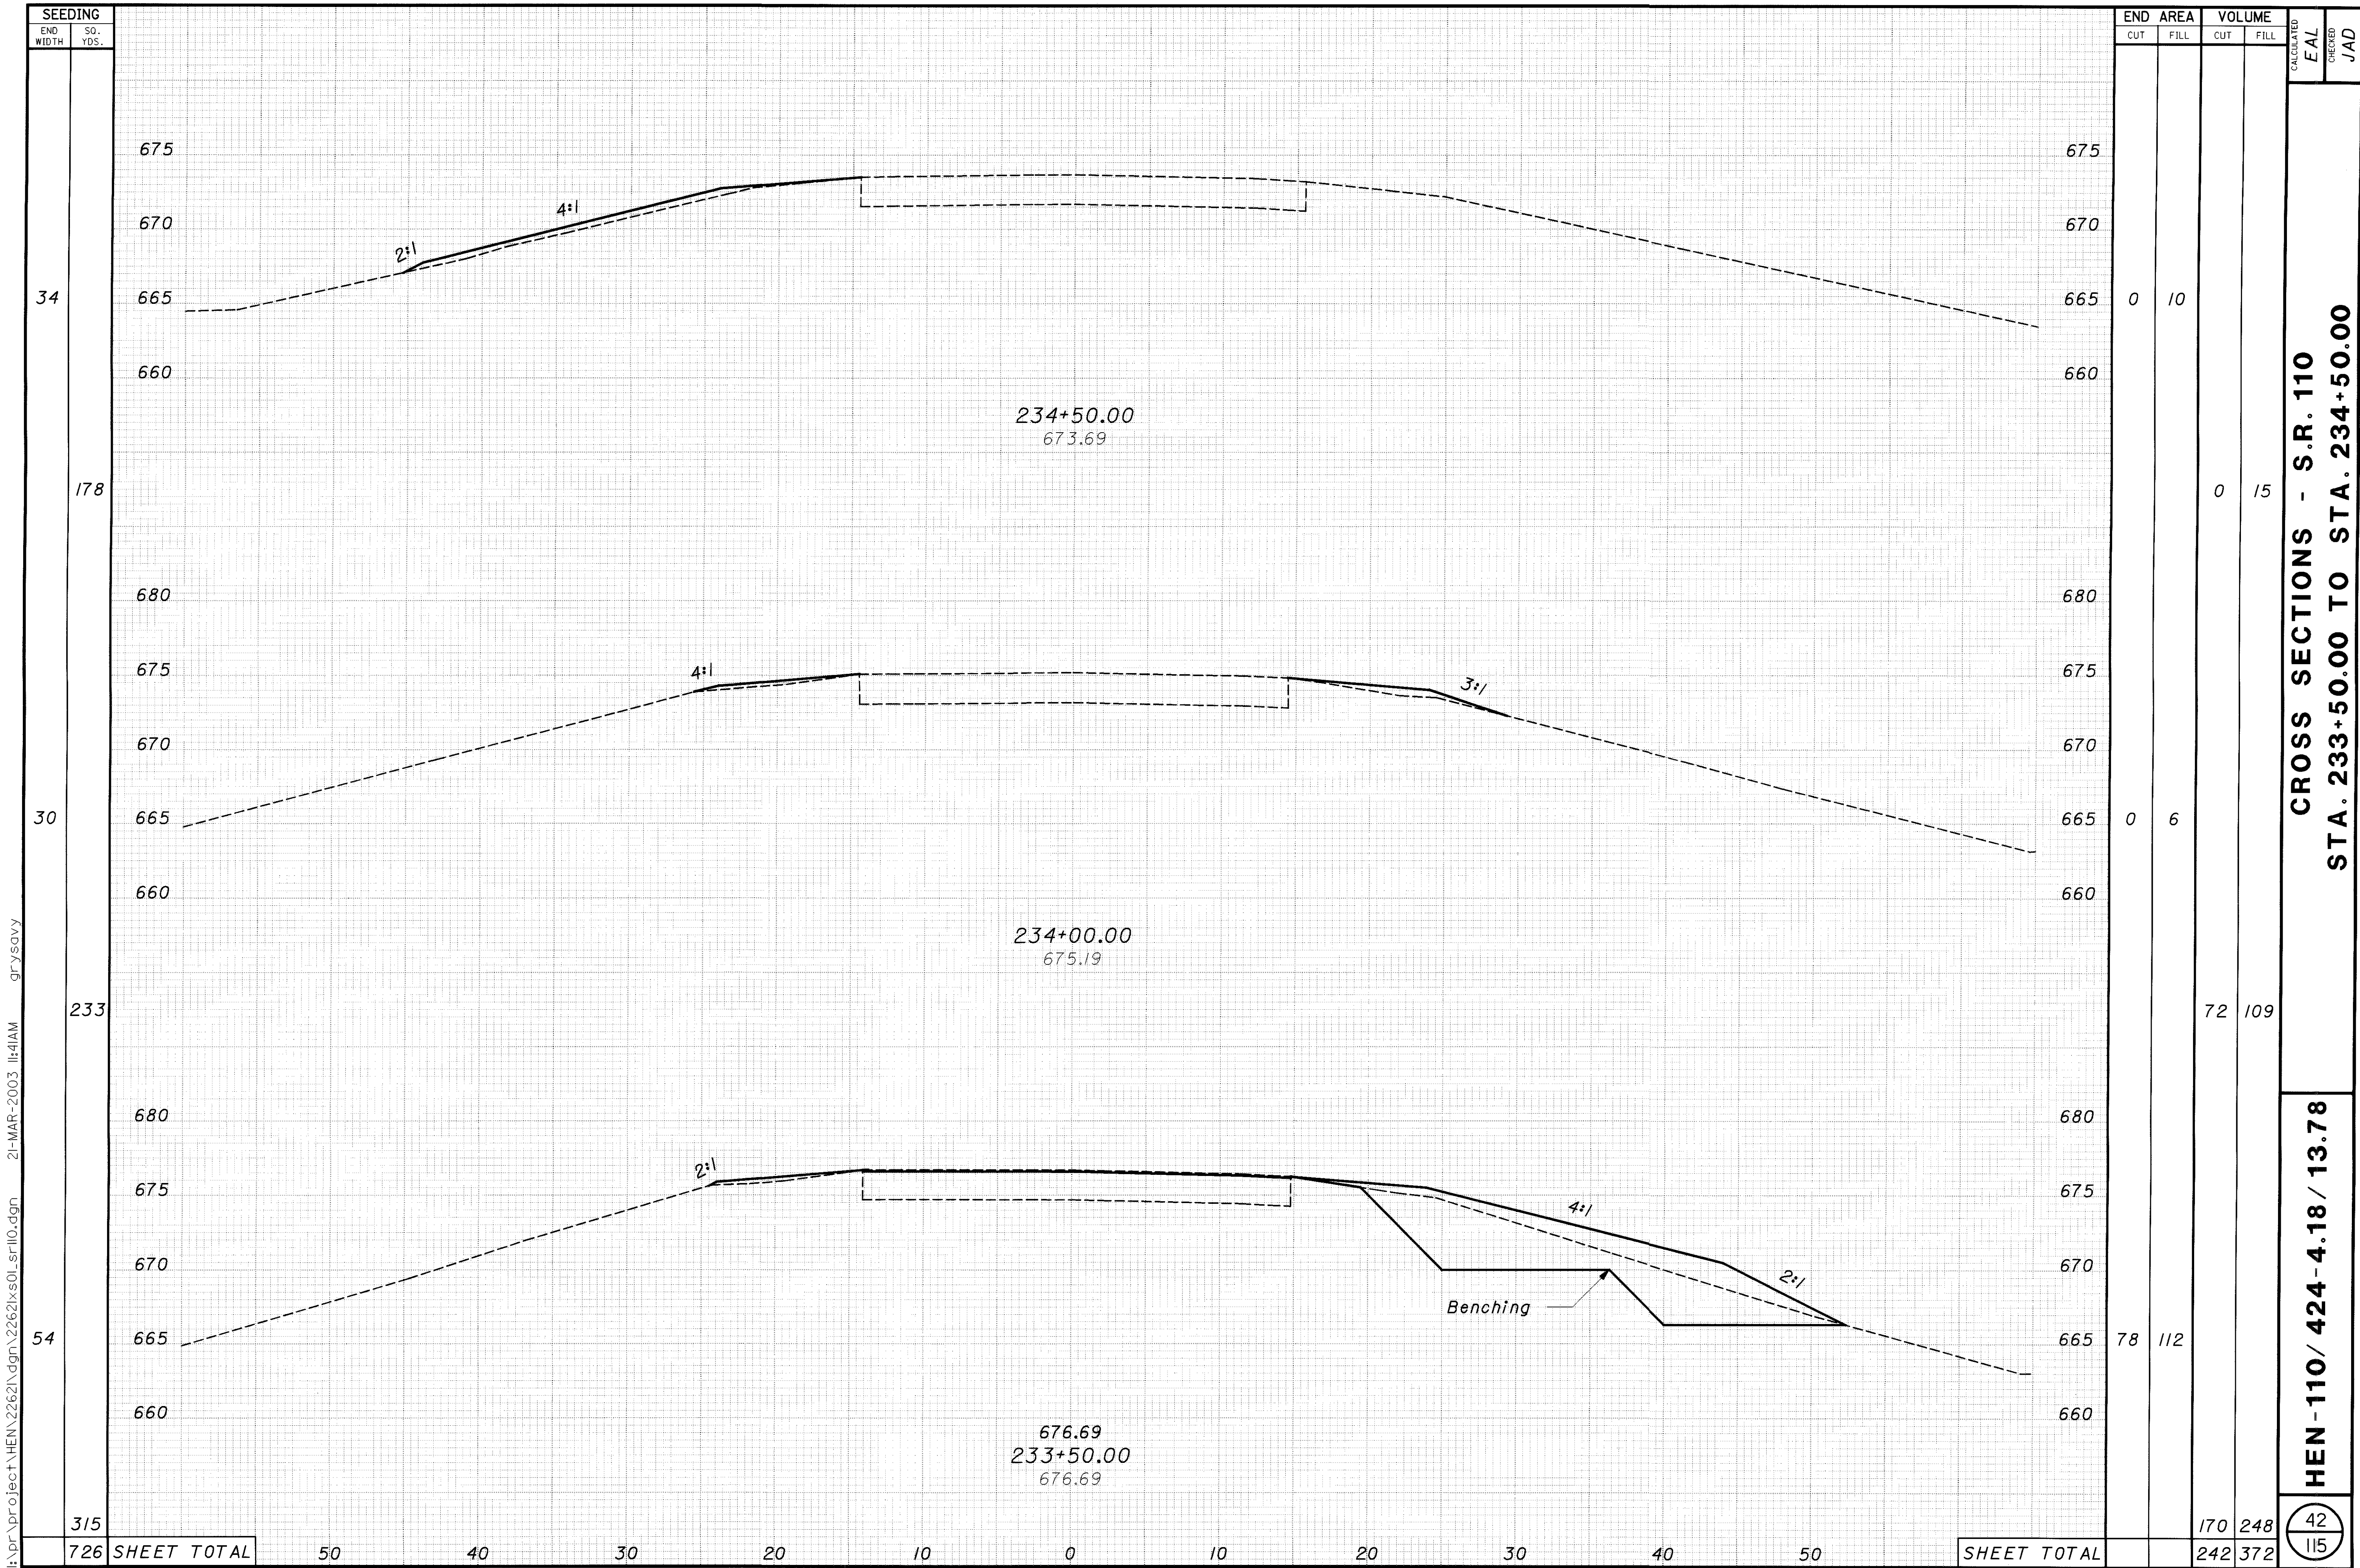 SEEDING
END WIDTH SQ. YDS.
END AREA VOLUME
CUT FILL CUT FILL
CALCULATED
EAL
CHECKED
JAD
675 675
4:1
670 670
2:1
34 665 665 0 10
660 660
234+50.00
673.69
178 0 15
680 680
675 4:1 3:1 675
670 670
30 665 665 0 6
660 660
234+00.00
675.19
233 72 109
680 680
2:1
675 675
4:1
670 670
2:1
Benching
54 665 665 78 112
660 660
676.69
233+50.00
676.69
315 170 248
726 SHEET TOTAL 50 40 30 20 10 0 10 20 30 40 50 SHEET TOTAL 242 372
CROSS SECTIONS - S.R. 110
STA. 233+50.00 TO STA. 234+50.00
HEN-110/ 424-4.18 / 13.78
42
115
I:\pr\project\HEN\22621\dgn\22621xs01_sr110.dgn 21-MAR-2003 11:41AM grysavy